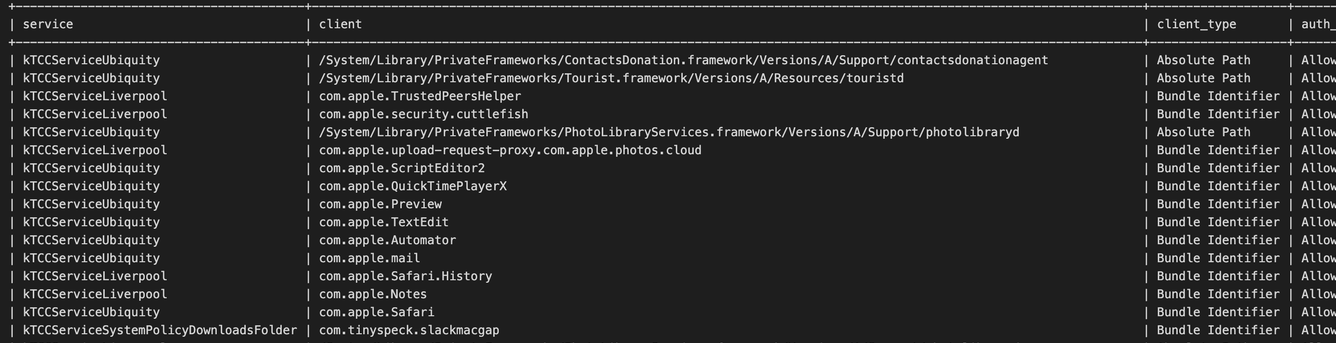 | service | client | client_type | auth_
| kTCCServiceUbiquity | /System/Library/PrivateFrameworks/ContactsDonation.framework/Versions/A/Support/contactsdonationagent | Absolute Path | Allow
| kTCCServiceUbiquity | /System/Library/PrivateFrameworks/Tourist.framework/Versions/A/Resources/touristd | Absolute Path | Allow
| kTCCServiceLiverpool | com.apple.TrustedPeersHelper | Bundle Identifier | Allow
| kTCCServiceLiverpool | com.apple.security.cuttlefish | Bundle Identifier | Allow
| kTCCServiceUbiquity | /System/Library/PrivateFrameworks/PhotoLibraryServices.framework/Versions/A/Support/photolibraryd | Absolute Path | Allow
| kTCCServiceLiverpool | com.apple.upload-request-proxy.com.apple.photos.cloud | Bundle Identifier | Allow
| kTCCServiceUbiquity | com.apple.ScriptEditor2 | Bundle Identifier | Allow
| kTCCServiceUbiquity | com.apple.QuickTimePlayerX | Bundle Identifier | Allow
| kTCCServiceUbiquity | com.apple.Preview | Bundle Identifier | Allow
| kTCCServiceUbiquity | com.apple.TextEdit | Bundle Identifier | Allow
| kTCCServiceUbiquity | com.apple.Automator | Bundle Identifier | Allow
| kTCCServiceUbiquity | com.apple.mail | Bundle Identifier | Allow
| kTCCServiceLiverpool | com.apple.Safari.History | Bundle Identifier | Allow
| kTCCServiceLiverpool | com.apple.Notes | Bundle Identifier | Allow
| kTCCServiceUbiquity | com.apple.Safari | Bundle Identifier | Allow
| kTCCServiceSystemPolicyDownloadsFolder | com.tinyspeck.slackmacgap | Bundle Identifier | Allow